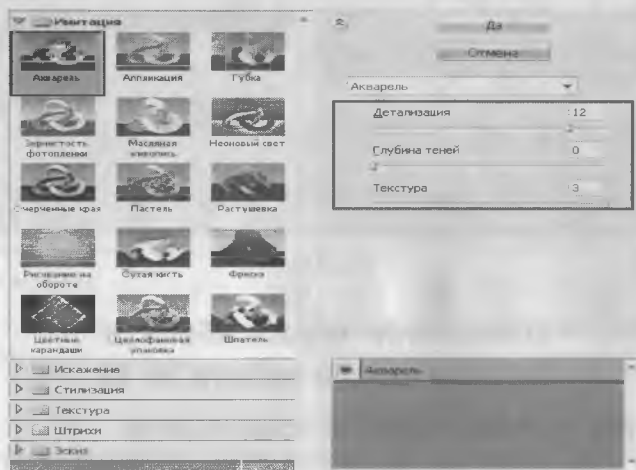 Имитация
Акварель
Аппликация
Губка
Зернистость фотопленки
Масляная живопись
Неоновый свет
Очерченные края
Пастель
Растушевка
Рисование на обороте
Сухая кисть
Фреска
Цветные карандаши
Целлофановая упаковка
Шпатель
Искажение
Стилизация
Текстура
Штрихи
Эскиз
Да
Отмена
Акварель
Детализация 12
Глубина теней 0
Текстура 3
Акварель